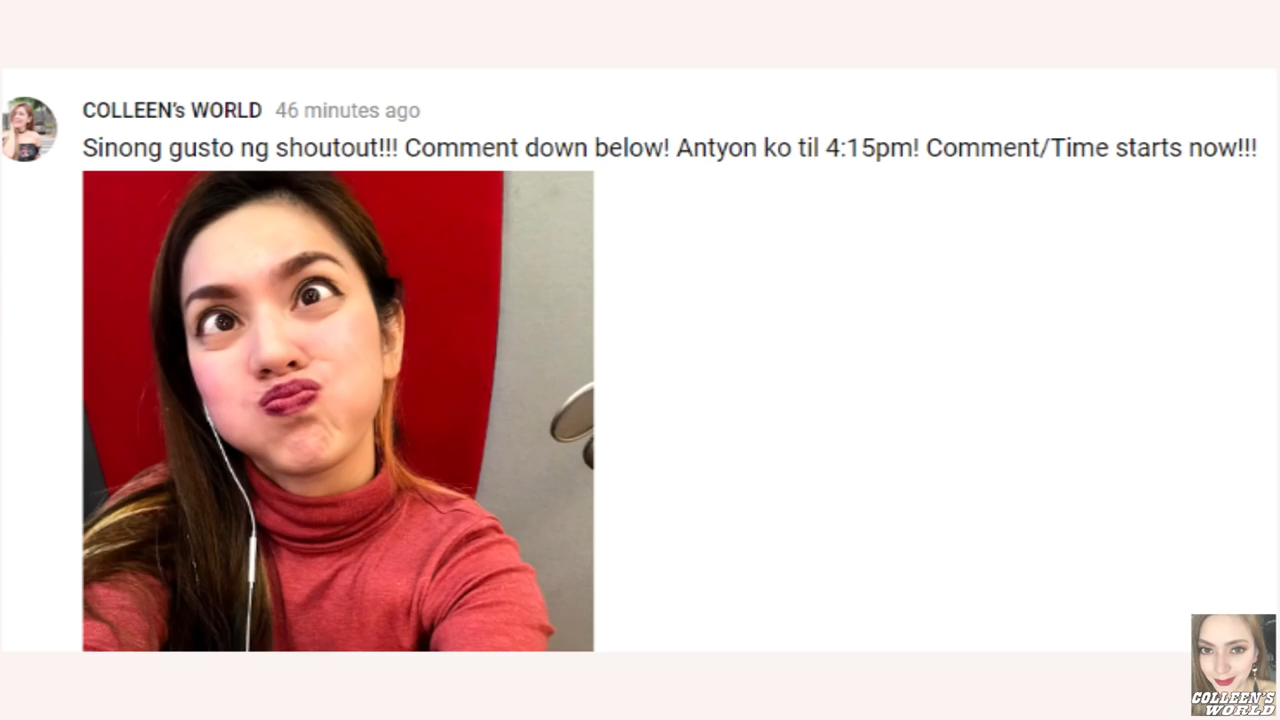 COLLEEN's WORLD 46 minutes ago
Sinong gusto ng shoutout!!! Comment down below! Antyon ko til 4:15pm! Comment/Time starts now!!!
COLLEEN'S
WORLD